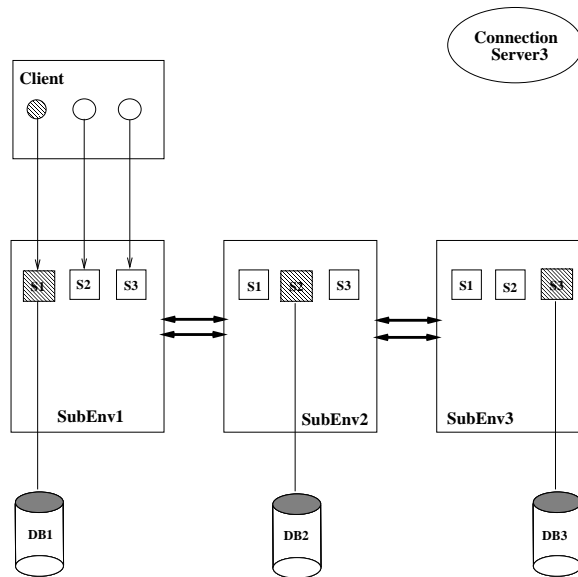 Connection
Server3
Client
S1
S2
S3
S1
S2
S3
S1
S2
S3
SubEnv1
SubEnv2
SubEnv3
DB1
DB2
DB3